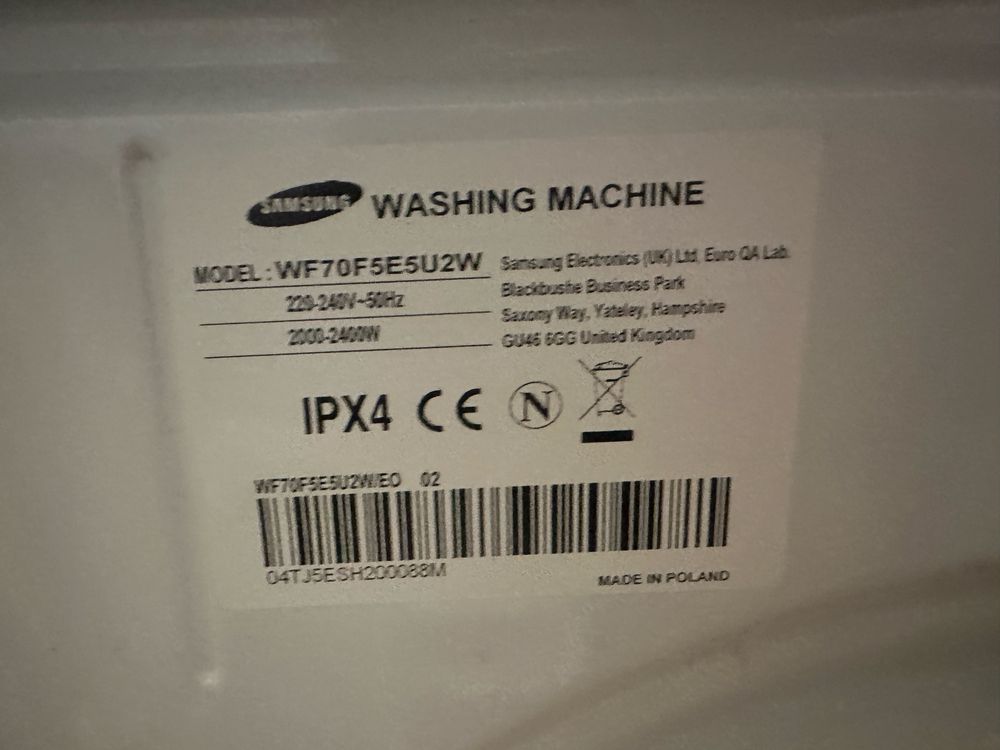 SAMSUNG WASHING MACHINE
MODEL : WF70F5E5U2W
220-240V~50Hz
2000-2400W
Samsung Electronics (UK) Ltd, Euro QA Lab.
Blackbushe Business Park
Saxony Way, Yateley, Hampshire
GU46 6GG United Kingdom
IPX4 CE N
WF70F5E5U2W/EO 02
04TJ5ESH200088M
MADE IN POLAND